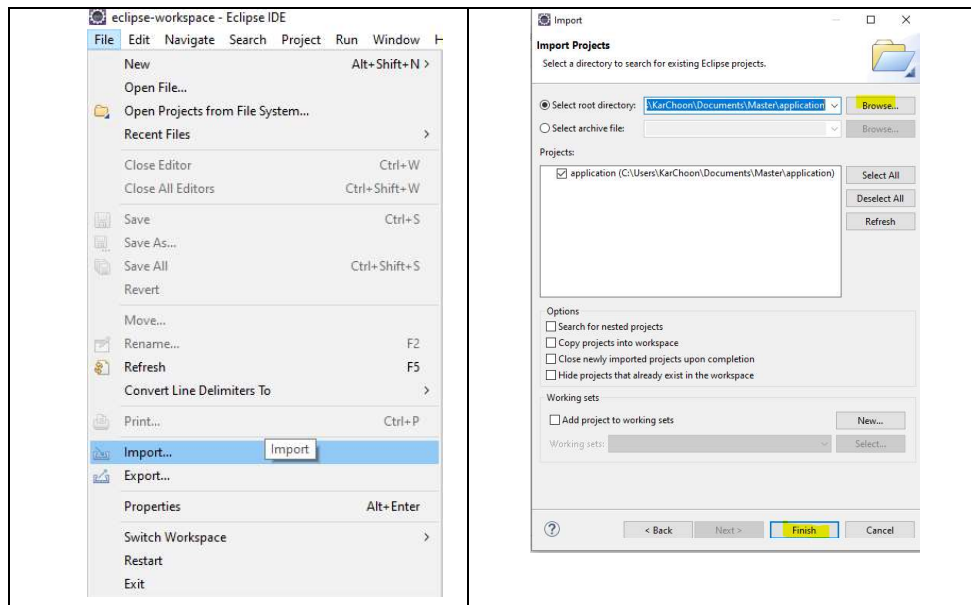 eclipse-workspace - Eclipse IDE
File Edit Navigate Search Project Run Window
New Alt+Shift+N >
Open File...
Open Projects from File System...
Recent Files >
Close Editor Ctrl+W
Close All Editors Ctrl+Shift+W
Save Ctrl+S
Save As...
Save All Ctrl+Shift+S
Revert
Move...
Rename... F2
Refresh F5
Convert Line Delimiters To >
Print... Ctrl+P
Import... Import
Export...
Properties Alt+Enter
Switch Workspace >
Restart
Exit
Import
Import Projects
Select a directory to search for existing Eclipse projects.
Select root directory: \KarChoon\Documents\Master\application Browse...
Select archive file: Browse...
Projects:
application (C:\Users\KarChoon\Documents\Master\application)
Select All
Deselect All
Refresh
Options
Search for nested projects
Copy projects into workspace
Close newly imported projects upon completion
Hide projects that already exist in the workspace
Working sets
Add project to working sets New...
Working sets: Select...
? < Back Next > Finish Cancel